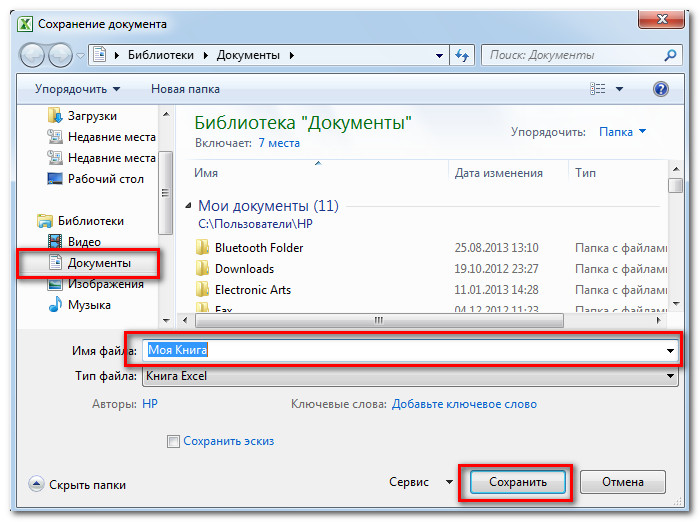 Сохранение документа
Библиотеки Документы
Поиск: Документы
Упорядочить Новая папка
Загрузки
Недавние места
Недавние места
Рабочий стол
Библиотеки
Видео
Документы
Изображения
Музыка
Библиотека "Документы"
Включает: 7 места
Упорядочить: Папка
Имя Дата изменения Тип
Мои документы (11)
C:\Пользователи\HP
Bluetooth Folder 25.08.2013 13:10 Папка с файлами
Downloads 19.10.2012 23:27 Папка с файлами
Electronic Arts 11.01.2013 14:28 Папка с файлами
Fax 04.12.2012 11:23 Папка с файлами
Имя файла: Моя Книга
Тип файла: Книга Excel
Авторы: HP Ключевые слова: Добавьте ключевое слово
Сохранить эскиз
Скрыть папки Сервис Сохранить Отмена